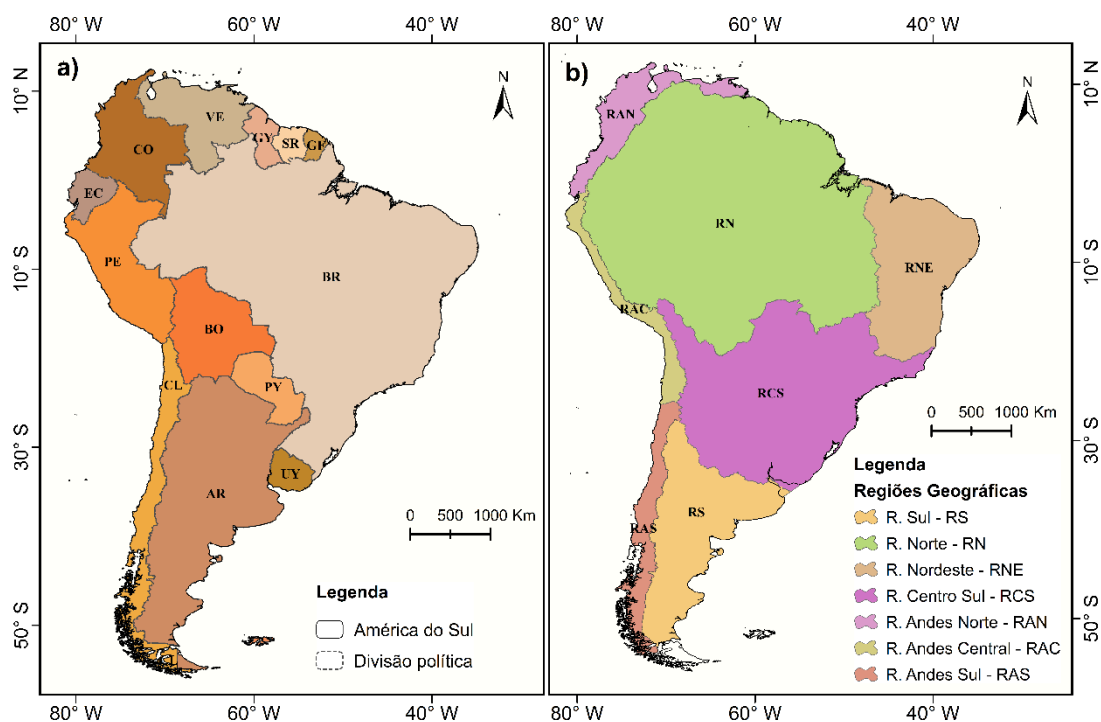 80° W 60° W 40° W
80° W 60° W 40° W
a)
N
10° N
10° S
30° S
50° S
VE
GY
SR
GF
CO
EC
PE
BR
BO
CL
PY
UY
AR
0 500 1000 Km
Legenda
América do Sul
Divisão política
80° W 60° W 40° W
b)
N
10° N
10° S
30° S
50° S
RAN
RN
RNE
RAC
RCS
RS
RAS
0 500 1000 Km
Legenda
Regiões Geográficas
R. Sul - RS
R. Norte - RN
R. Nordeste - RNE
R. Centro Sul - RCS
R. Andes Norte - RAN
R. Andes Central - RAC
R. Andes Sul - RAS
80° W 60° W 40° W